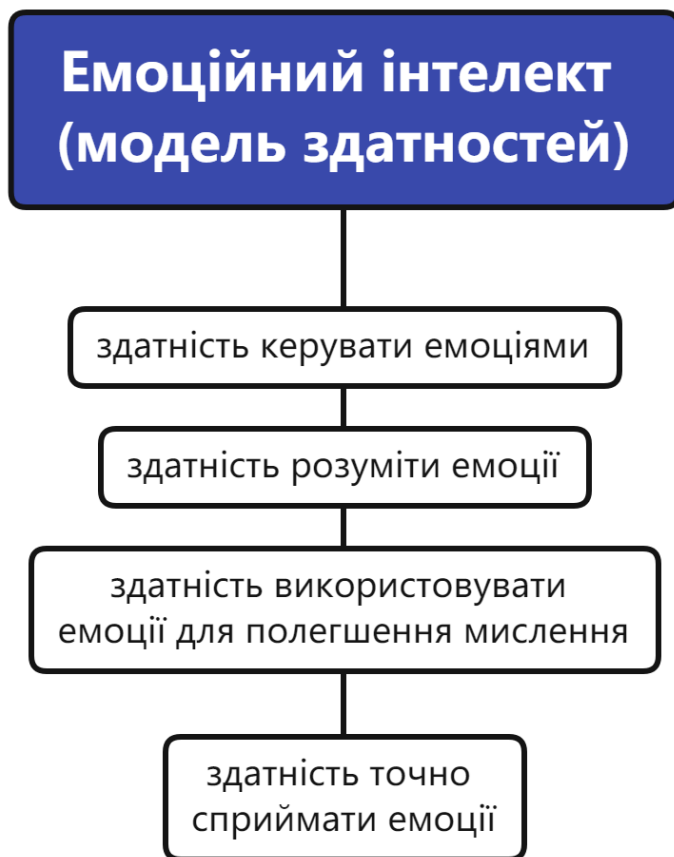 Емоційний інтелект
(модель здатностей)
здатність керувати емоціями
здатність розуміти емоції
здатність використовувати
емоції для полегшення мислення
здатність точно
сприймати емоції